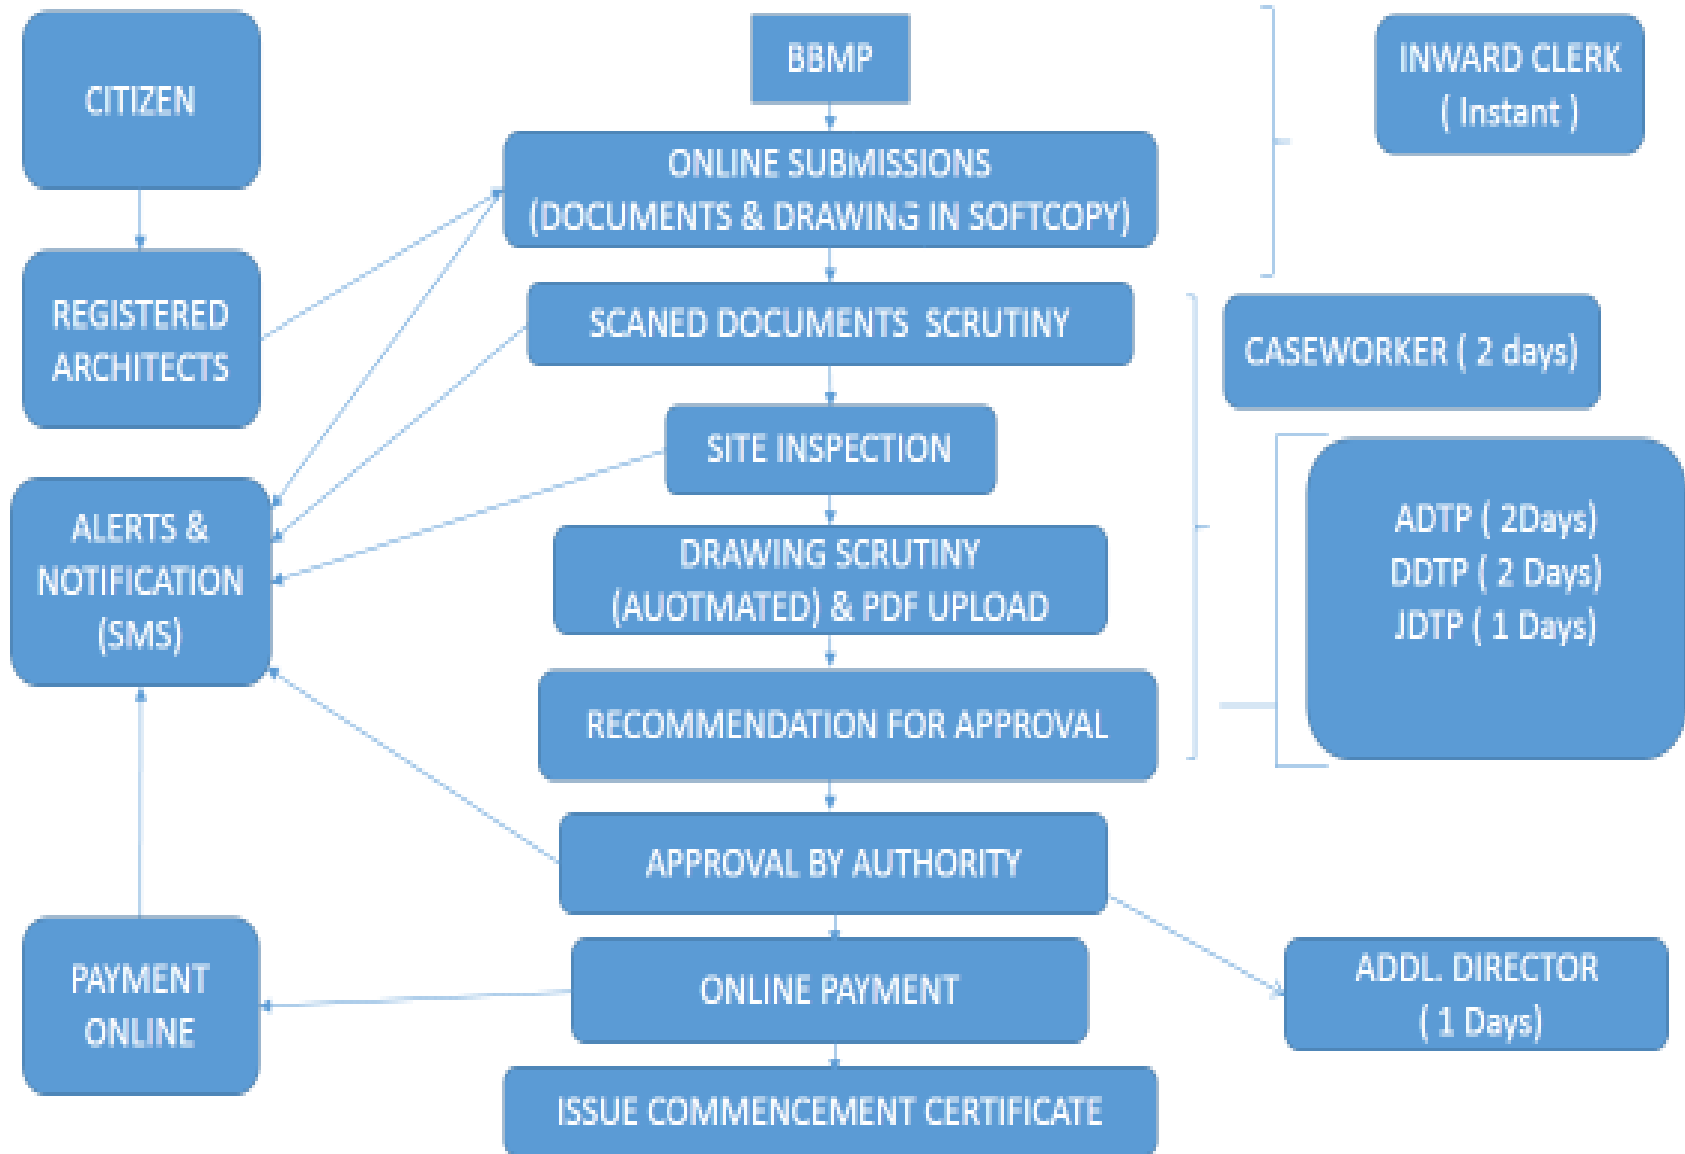 CITIZEN
BBMP
INWARD CLERK
( Instant )
ONLINE SUBMISSIONS
(DOCUMENTS & DRAWING IN SOFTCOPY)
REGISTERED
ARCHITECTS
SCANED DOCUMENTS SCRUTINY
CASEWORKER ( 2 days)
SITE INSPECTION
ALERTS &
NOTIFICATION
(SMS)
DRAWING SCRUTINY
(AUOTMATED) & PDF UPLOAD
ADTP ( 2Days)
DDTP ( 2 Days)
JDTP ( 1 Days)
RECOMMENDATION FOR APPROVAL
APPROVAL BY AUTHORITY
PAYMENT
ONLINE
ONLINE PAYMENT
ADDL. DIRECTOR
( 1 Days)
ISSUE COMMENCEMENT CERTIFICATE